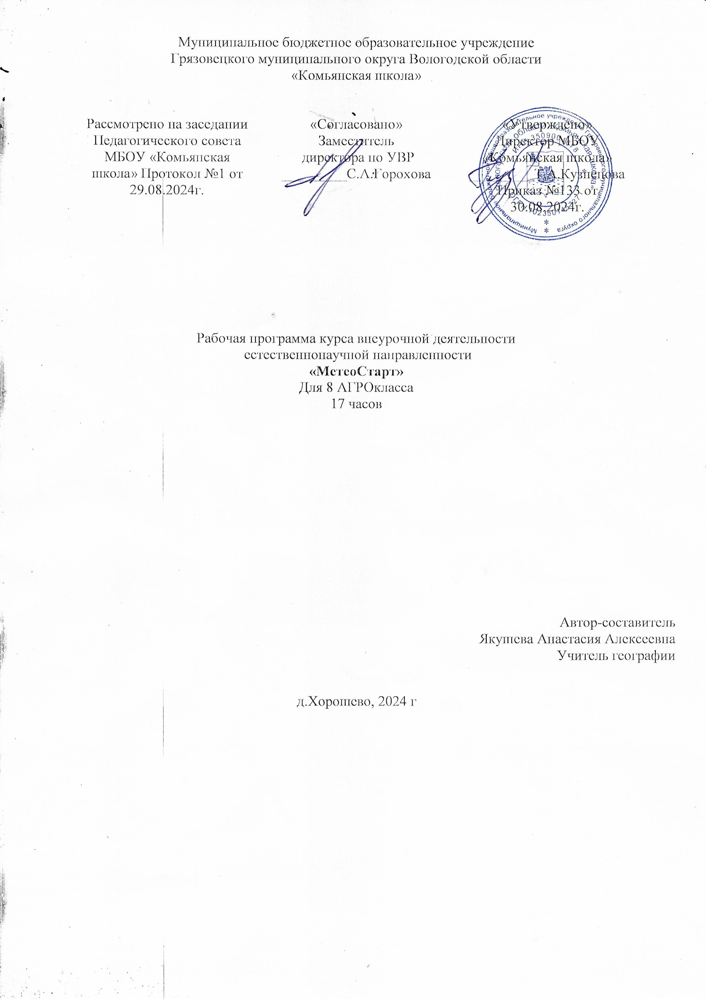 Муниципальное бюджетное образовательное учреждение
Грязовецкого муниципального округа Вологодской области
«Комьянская школа»
Рассмотрено на заседании
Педагогического совета
МБОУ «Комьянская
школа» Протокол №1 от
29.08.2024г.
«Согласовано»
Заместитель
директора по УВР
С.А.Горохова
«Утверждено»
Директор МБОУ
«Комьянская школа»
Т.А.Кузнецова
Приказ №133 от
30.08.2024г.
Рабочая программа курса внеурочной деятельности
естественнонаучной направленности
«МетеоСтарт»
Для 8 АГРОкласса
17 часов
Автор-составитель
Якушева Анастасия Алексеевна
Учитель географии
д.Хорошево, 2024 г